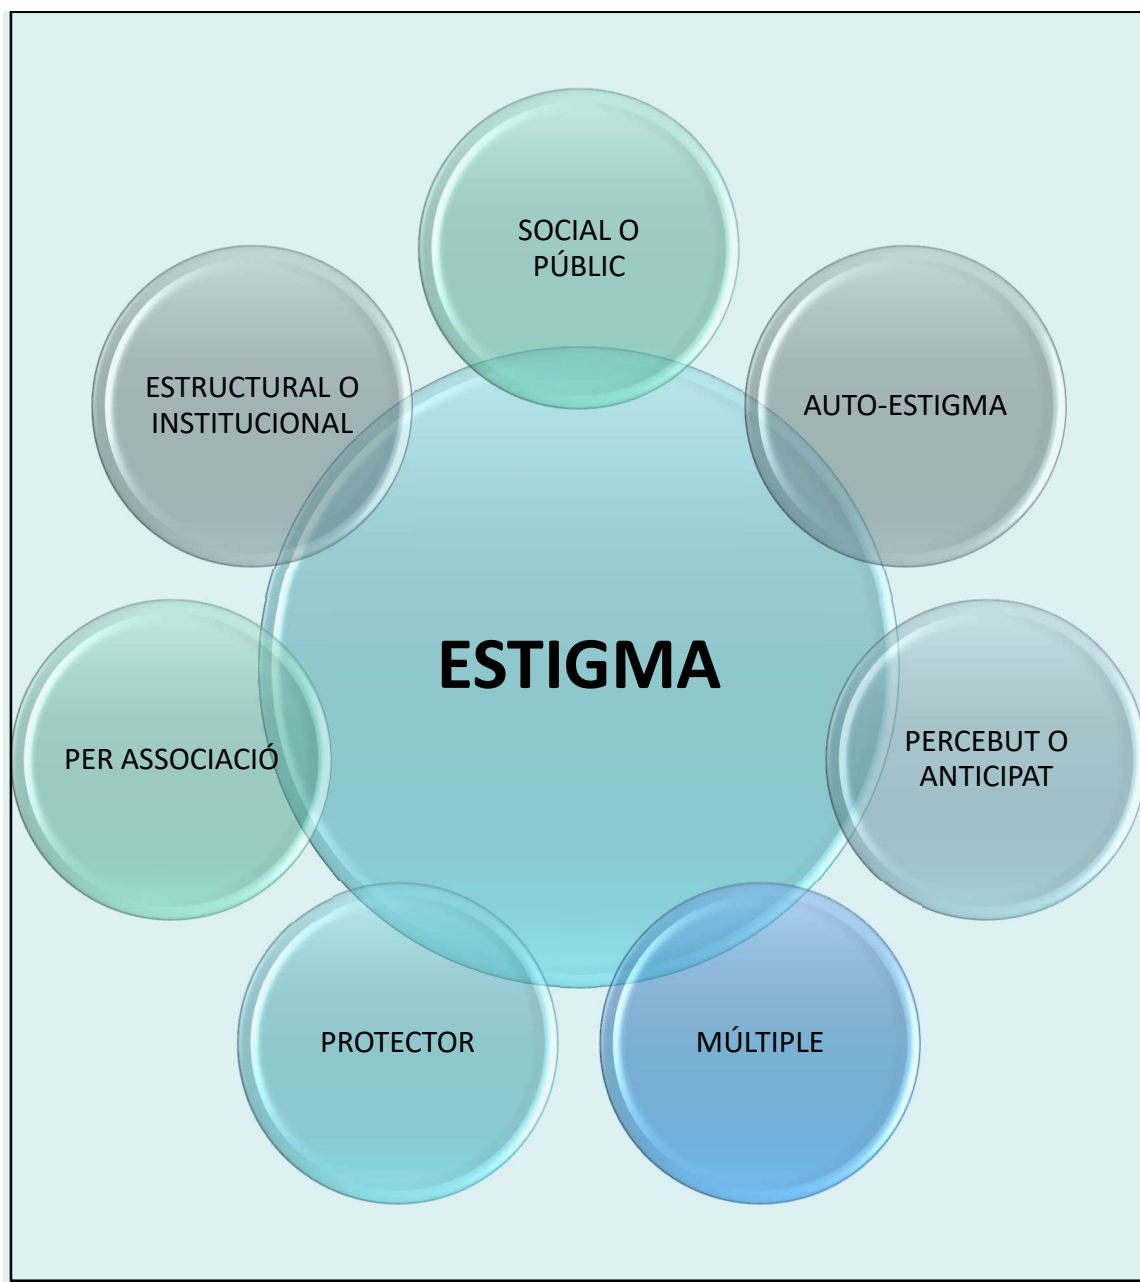 SOCIAL O
PÚBLIC
ESTRUCTURAL O
INSTITUCIONAL
AUTO-ESTIGMA
ESTIGMA
PER ASSOCIACIÓ
PERCEBUT O
ANTICIPAT
PROTECTOR
MÚLTIPLE